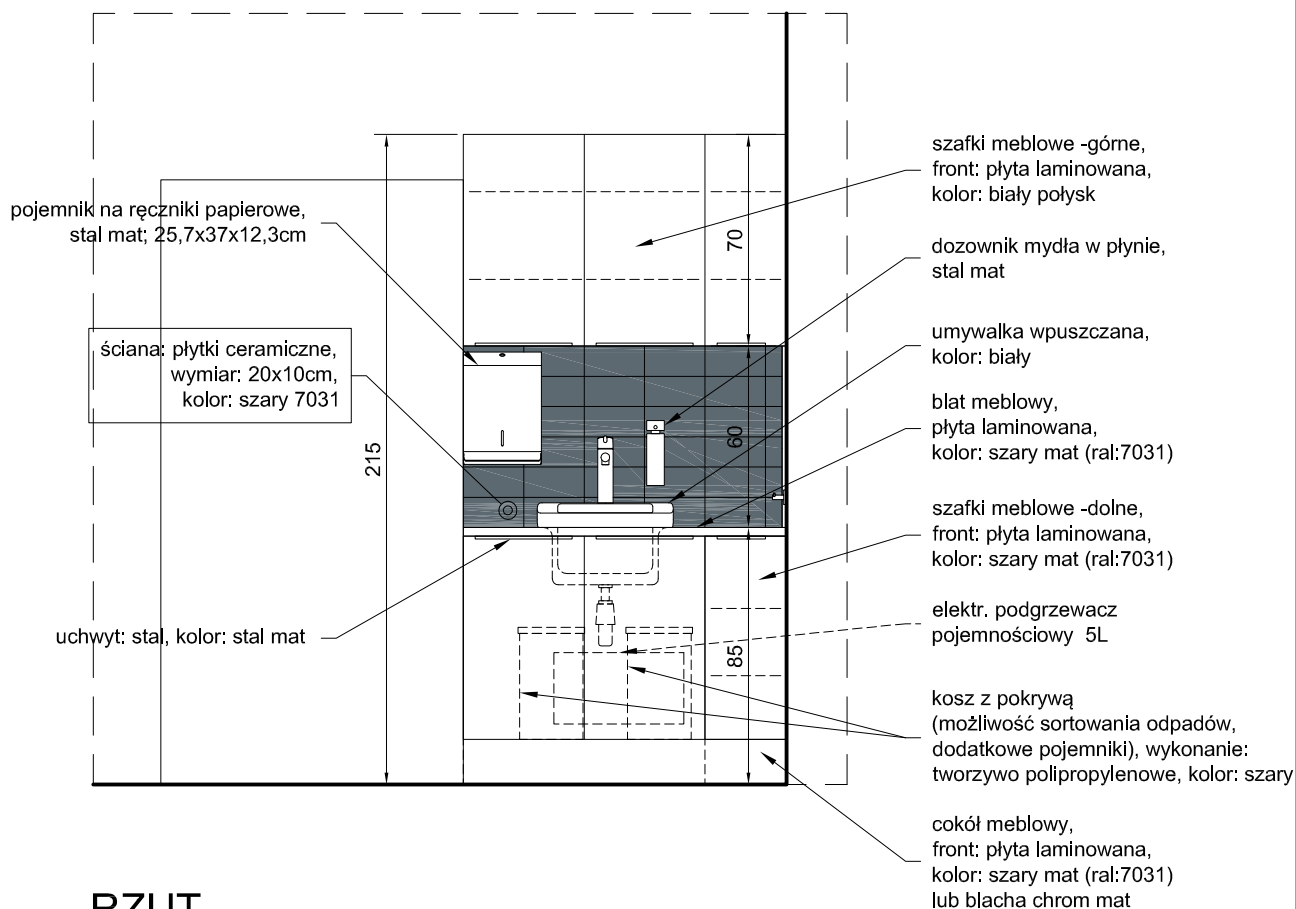 szafki meblowe -górne,
front: płyta laminowana,
kolor: biały połysk
pojemnik na ręczniki papierowe,
stal mat; 25,7x37x12,3cm
70
dozownik mydła w płynie,
stal mat
umywalka wpuszczana,
kolor: biały
ściana: płytki ceramiczne,
wymiar: 20x10cm,
kolor: szary 7031
blat meblowy,
płyta laminowana,
kolor: szary mat (ral:7031)
60
215
szafki meblowe -dolne,
front: płyta laminowana,
kolor: szary mat (ral:7031)
elektr. podgrzewacz
pojemnościowy 5L
uchwyt: stal, kolor: stal mat
85
kosz z pokrywą
(możliwość sortowania odpadów,
dodatkowe pojemniki), wykonanie:
tworzywo polipropylenowe, kolor: szary
cokół meblowy,
front: płyta laminowana,
kolor: szary mat (ral:7031)
lub blacha chrom mat
RZUT